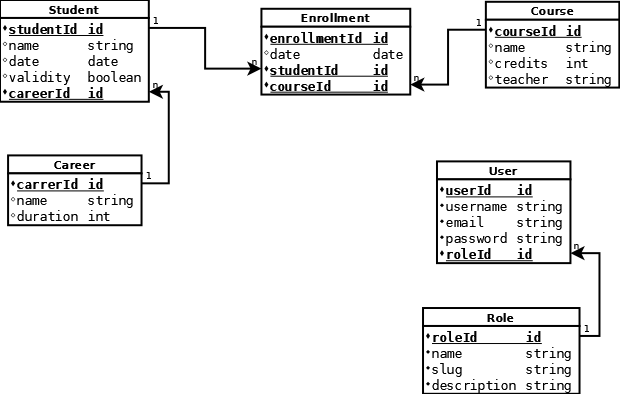 Student
studentId id
name string
date date
validity boolean
careerId id
1
n
Enrollment
enrollmentId id
date date
studentId id
courseId id
n
n
Course
courseId id
name string
credits int
teacher string
1
Career
carrerId id
name string
duration int
1
User
userId id
username string
email string
password string
roleId id
n
Role
roleId id
name string
slug string
description string
1